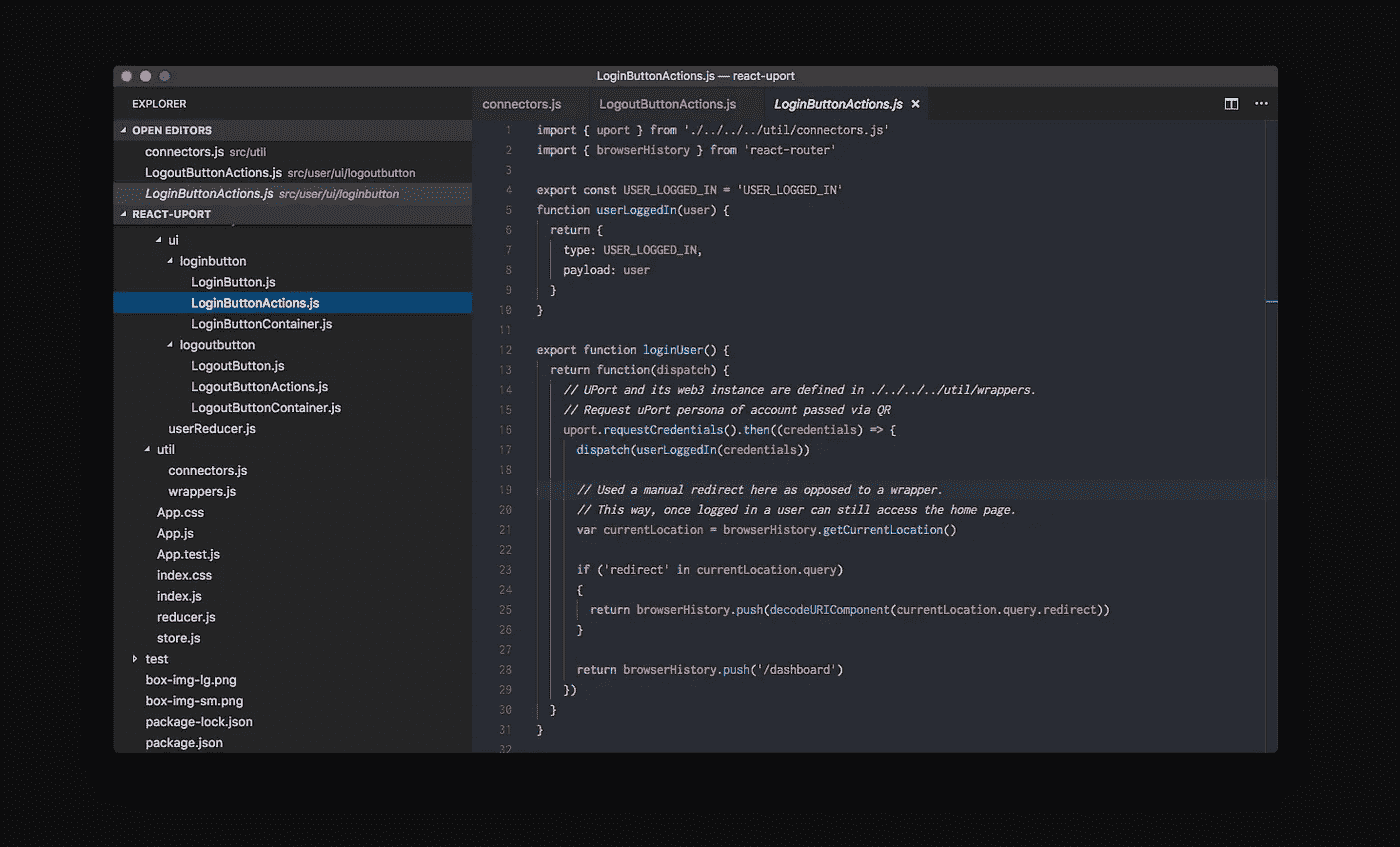 LoginButtonActions.js — react-uport
EXPLORER
OPEN EDITORS
connectors.js src/util
LogoutButtonActions.js src/user/ui/logoutbutton
LoginButtonActions.js src/user/ui/loginbutton
REACT-UPORT
ui
loginbutton
LoginButton.js
LoginButtonActions.js
LoginButtonContainer.js
logoutbutton
LogoutButton.js
LogoutButtonActions.js
LogoutButtonContainer.js
userReducer.js
util
connectors.js
wrappers.js
App.css
App.js
App.test.js
index.css
index.js
reducer.js
store.js
test
box-img-lg.png
box-img-sm.png
package-lock.json
package.json
connectors.js LogoutButtonActions.js LoginButtonActions.js ×
1 import { uport } from './../../../util/connectors.js'
2 import { browserHistory } from 'react-router'
3
4 export const USER_LOGGED_IN = 'USER_LOGGED_IN'
5 function userLoggedIn(user) {
6 return {
7 type: USER_LOGGED_IN,
8 payload: user
9 }
10 }
11
12 export function loginUser() {
13 return function(dispatch) {
14 // UPort and its web3 instance are defined in ./../../../util/wrappers.
15 // Request uPort persona of account passed via QR
16 uport.requestCredentials().then((credentials) => {
17 dispatch(userLoggedIn(credentials))
18
19 // Used a manual redirect here as opposed to a wrapper.
20 // This way, once logged in a user can still access the home page.
21 var currentLocation = browserHistory.getCurrentLocation()
22
23 if ('redirect' in currentLocation.query)
24 {
25 return browserHistory.push(decodeURIComponent(currentLocation.query.redirect))
26 }
27
28 return browserHistory.push('/dashboard')
29 })
30 }
31 }
32